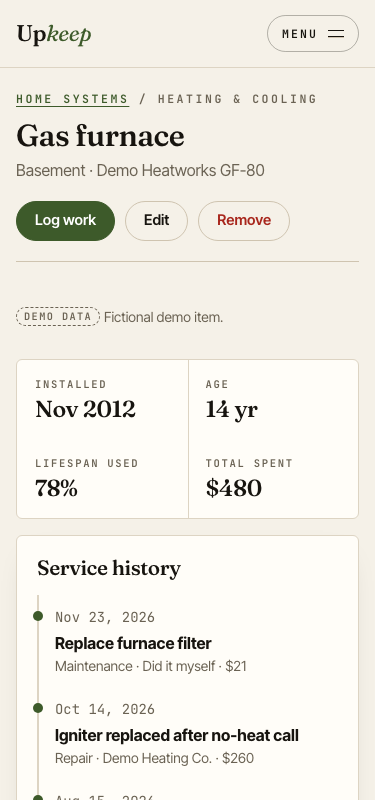 Upkeep
MENU
HOME SYSTEMS / HEATING & COOLING
Gas furnace
Basement · Demo Heatworks GF-80
Log work
Edit
Remove
DEMO DATA Fictional demo item.
INSTALLED
Nov 2012
AGE
14 yr
LIFESPAN USED
78%
TOTAL SPENT
$480
Service history
Nov 23, 2026
Replace furnace filter
Maintenance · Did it myself · $21
Oct 14, 2026
Igniter replaced after no-heat call
Repair · Demo Heating Co. · $260
Aug 15, 2026